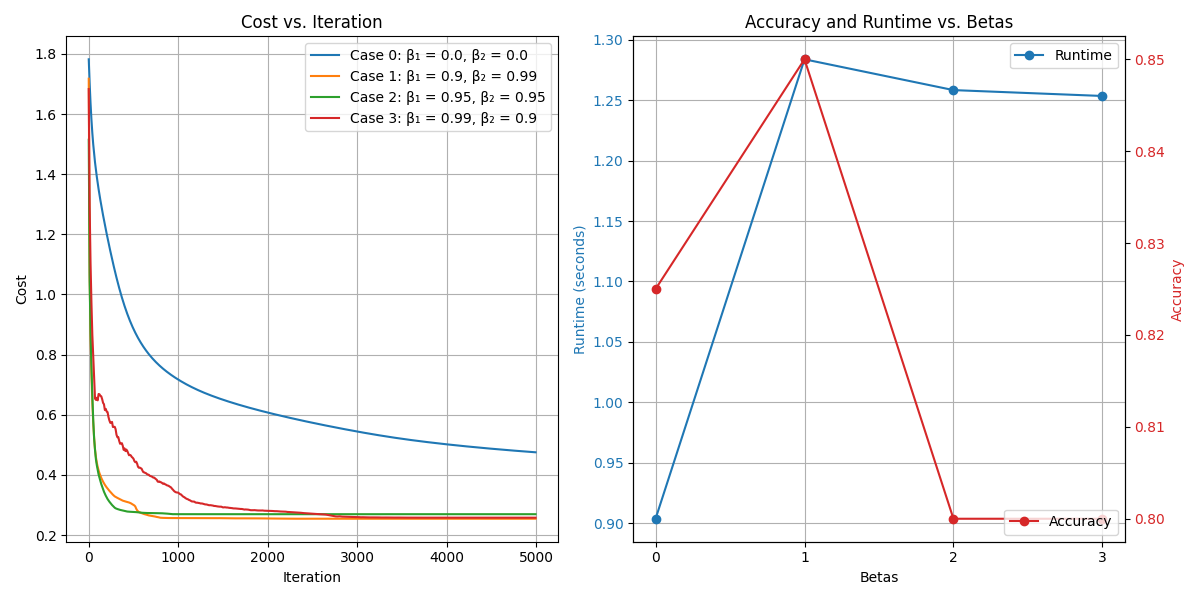 Cost vs. Iteration
Cost
1.8
1.6
1.4
1.2
1.0
0.8
0.6
0.4
0.2
Case 0: β₁ = 0.0, β₂ = 0.0
Case 1: β₁ = 0.9, β₂ = 0.99
Case 2: β₁ = 0.95, β₂ = 0.95
Case 3: β₁ = 0.99, β₂ = 0.9
0 1000 2000 3000 4000 5000
Iteration
Accuracy and Runtime vs. Betas
Runtime (seconds)
1.30
1.25
1.20
1.15
1.10
1.05
1.00
0.95
0.90
Runtime
Accuracy
0 1 2 3
Betas
0.85
0.84
0.83
0.82
0.81
0.80
Accuracy